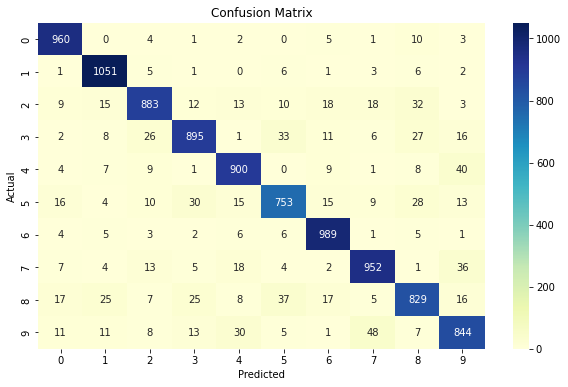 Confusion Matrix
0 960 0 4 1 2 0 5 1 10 3
1 1 1051 5 1 0 6 1 3 6 2
2 9 15 883 12 13 10 18 18 32 3
3 2 8 26 895 1 33 11 6 27 16
4 4 7 9 1 900 0 9 1 8 40
5 16 4 10 30 15 753 15 9 28 13
6 4 5 3 2 6 6 989 1 5 1
7 7 4 13 5 18 4 2 952 1 36
8 17 25 7 25 8 37 17 5 829 16
9 11 11 8 13 30 5 1 48 7 844
0 1 2 3 4 5 6 7 8 9
Predicted
Actual
1000
800
600
400
200
0